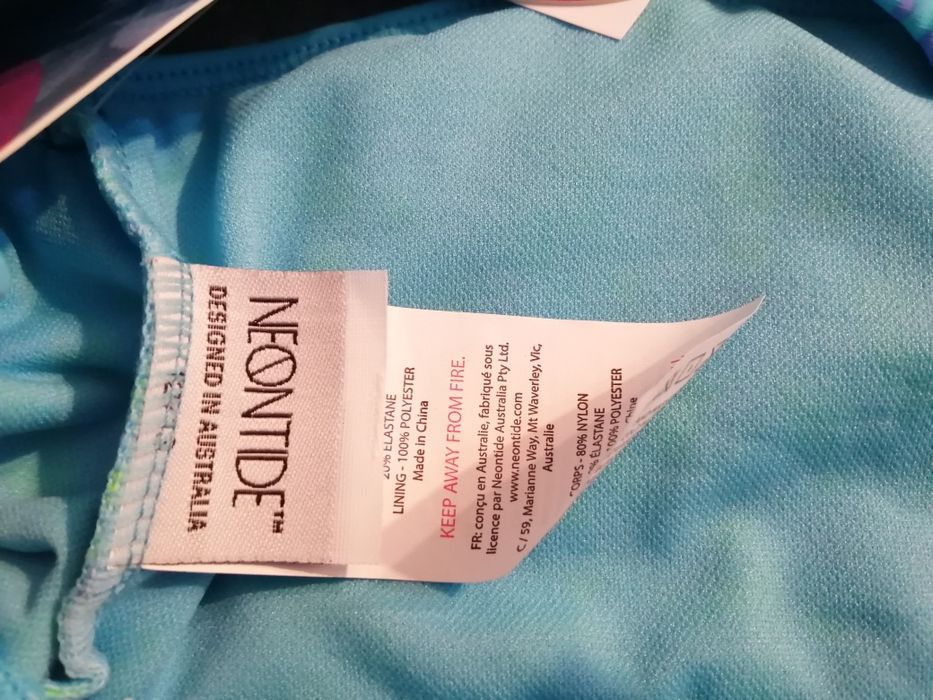 NEONTIDE™
DESIGNED IN AUSTRALIA
20% ELASTANE
LINING - 100% POLYESTER
Made in China
KEEP AWAY FROM FIRE.
FR: conçu en Australie, fabriqué sous
licence par Neontide Australia Pty Ltd.
www.neontide.com
C / 59, Marianne Way, Mt Waverley, Vic,
Australie
CORPS - 80% NYLON
ELASTANE
100% POLYESTER